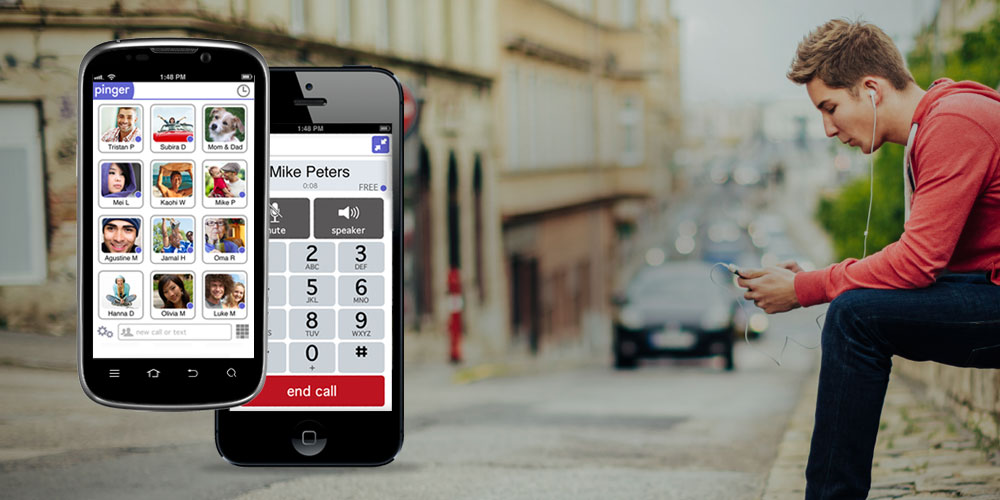 1:48 PM
pinger
Tristan P Subira D Mom & Dad
Mei L Kaohi W Mike P
Agustine M Jamal H Oma R
Hanna D Olivia M Luke M
new call or text
1:48 PM
Mike Peters
0:08
FREE
ute speaker
2 3
ABC DEF
5 6
JKL MNO
8 9
TUV WXYZ
0 #
+
end call